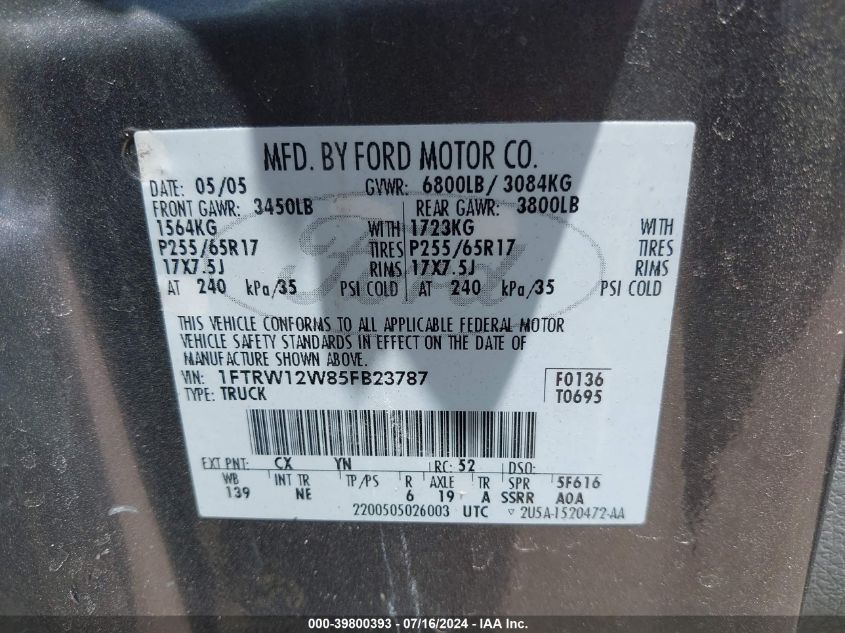 MFD. BY FORD MOTOR CO.
DATE: 05/05 GVWR: 6800LB/ 3084KG
FRONT GAWR: 3450LB REAR GAWR: 3800LB
1564KG WITH 1723KG WITH
P255/65R17 TIRES P255/65R17 TIRES
17X7.5J RIMS 17X7.5J RIMS
AT 240 kPa/35 PSI COLD AT 240 kPa/35 PSI COLD
Ford
THIS VEHICLE CONFORMS TO ALL APPLICABLE FEDERAL MOTOR
VEHICLE SAFETY STANDARDS IN EFFECT ON THE DATE OF
MANUFACTURE SHOWN ABOVE.
VIN: 1FTRW12W85FB23787 F0136
TYPE: TRUCK T0695
EXT PNT: CX YN RC: 52 DSO:
WB INT TR TP/PS R AXLE TR SPR 5F616
139 NE 6 19 A SSRR A0A
2200505026003 UTC 2U5A-1520472-AA
000-39800393 - 07/16/2024 - IAA Inc.